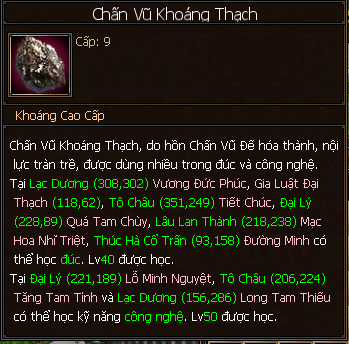 Chấn Vũ Khoáng Thạch
Cấp: 9
Khoáng Cao Cấp
Chấn Vũ Khoáng Thạch, do hồn Chấn Vũ Đế hóa thành, nội
lực tràn trề, được dùng nhiều trong đúc và công nghệ.
Tại Lạc Dương (308,302) Vương Đức Phúc, Gia Luật Đại
Thạch (118,62), Tô Châu (351,249) Tiết Chúc, Đại Lý
(228,89) Quá Tam Chùy, Lâu Lan Thành (218,238) Mạc
Hoa Nhĩ Triệt, Thúc Hà Cổ Trấn (93,158) Đường Minh có
thể học đúc. Lv40 được học.
Tại Đại Lý (221,189) Lỗ Minh Nguyệt, Tô Châu (206,224)
Tăng Tam Tinh và Lạc Dương (156,286) Long Tam Thiếu
có thể học kỹ năng công nghệ. Lv50 được học.